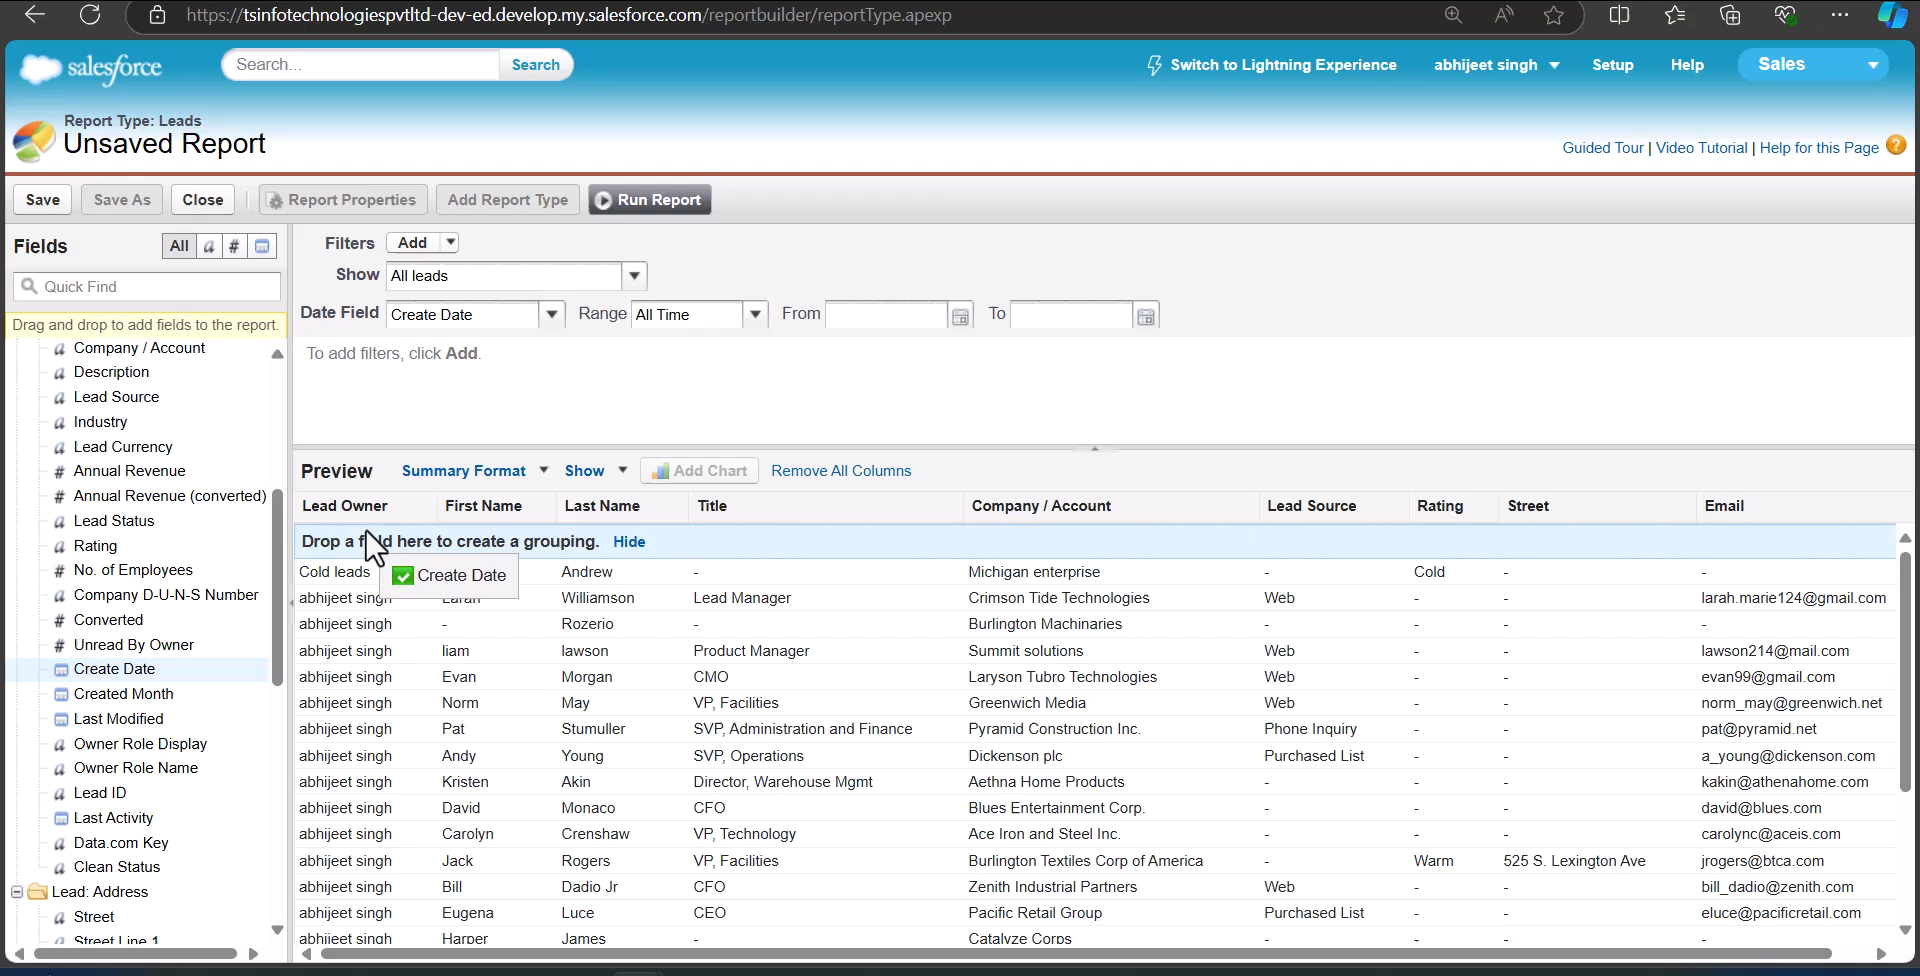 https://tsinfotechnologiespvtltd-dev-ed.develop.my.salesforce.com/reportbuilder/reportType.apexp
salesforce
Search...
Search
Switch to Lightning Experience
abhijeet singh
Setup
Help
Sales
Report Type: Leads
Unsaved Report
Guided Tour | Video Tutorial | Help for this Page
Save
Save As
Close
Report Properties
Add Report Type
Run Report
Fields
All
a
#
Quick Find
Drag and drop to add fields to the report.
a Company / Account
a Description
a Lead Source
a Industry
a Lead Currency
# Annual Revenue
# Annual Revenue (converted)
a Lead Status
a Rating
# No. of Employees
a Company D-U-N-S Number
# Converted
# Unread By Owner
Create Date
Created Month
Last Modified
a Owner Role Display
a Owner Role Name
a Lead ID
Last Activity
a Data.com Key
a Clean Status
Lead: Address
a Street
a Street Line 1
Filters Add
Show All leads
Date Field Create Date Range All Time From To
To add filters, click Add.
Preview Summary Format Show Add Chart Remove All Columns
Lead Owner First Name Last Name Title Company / Account Lead Source Rating Street Email
Drop a field here to create a grouping. Hide
Create Date
Cold leads Andrew - Michigan enterprise - Cold - -
abhijeet singh Larah Williamson Lead Manager Crimson Tide Technologies Web - - larah.marie124@gmail.com
abhijeet singh - Rozerio - Burlington Machinaries - - - -
abhijeet singh liam lawson Product Manager Summit solutions Web - - lawson214@mail.com
abhijeet singh Evan Morgan CMO Laryson Tubro Technologies Web - - evan99@gmail.com
abhijeet singh Norm May VP, Facilities Greenwich Media Web - - norm_may@greenwich.net
abhijeet singh Pat Stumuller SVP, Administration and Finance Pyramid Construction Inc. Phone Inquiry - - pat@pyramid.net
abhijeet singh Andy Young SVP, Operations Dickenson plc Purchased List - - a_young@dickenson.com
abhijeet singh Kristen Akin Director, Warehouse Mgmt Aethna Home Products - - - kakin@athenahome.com
abhijeet singh David Monaco CFO Blues Entertainment Corp. - - - david@blues.com
abhijeet singh Carolyn Crenshaw VP, Technology Ace Iron and Steel Inc. - - - carolync@aceis.com
abhijeet singh Jack Rogers VP, Facilities Burlington Textiles Corp of America - Warm 525 S. Lexington Ave jrogers@btca.com
abhijeet singh Bill Dadio Jr CFO Zenith Industrial Partners Web - - bill_dadio@zenith.com
abhijeet singh Eugena Luce CEO Pacific Retail Group Purchased List - - eluce@pacificretail.com
abhijeet singh Harper James - Catalyze Corps - - - -